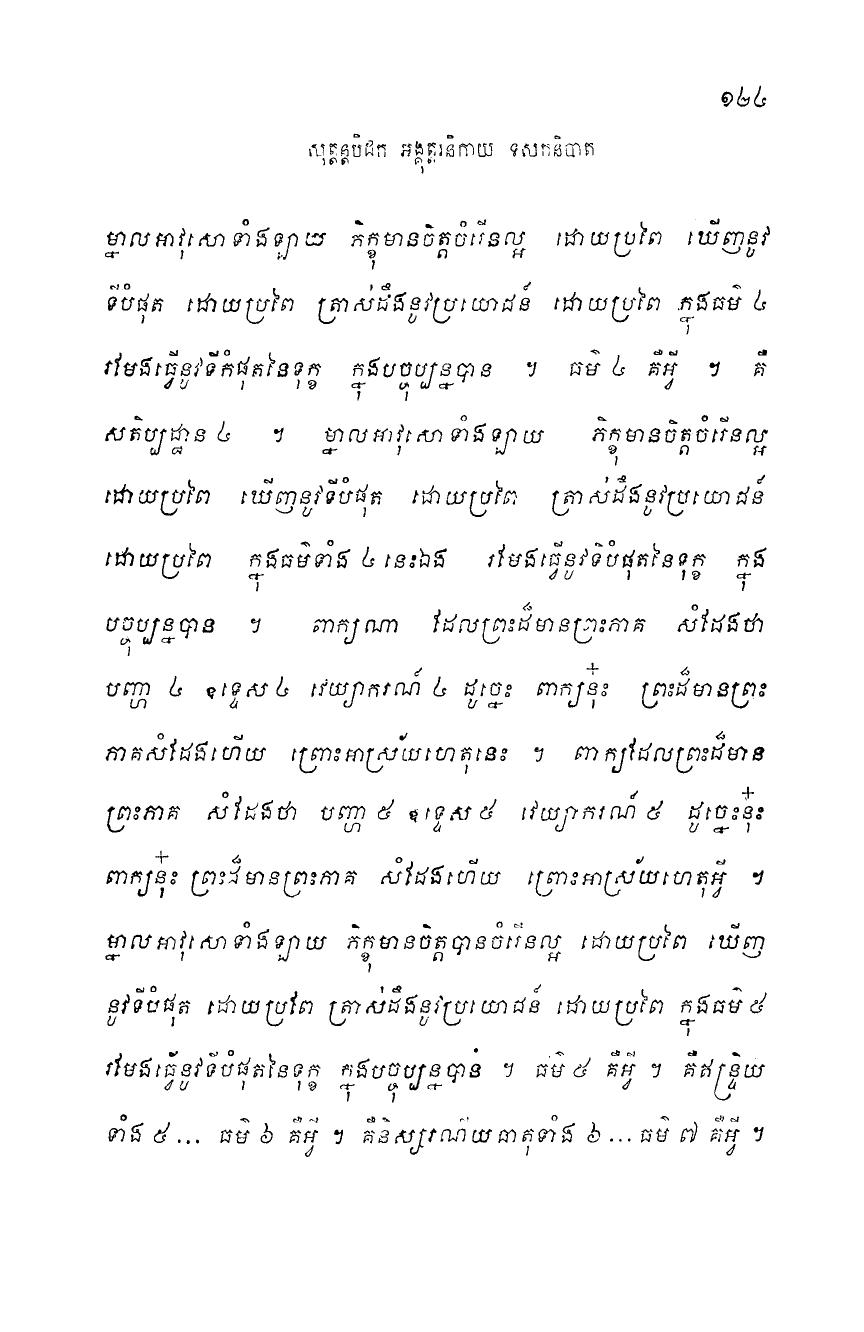 ១២៤
សុត្តន្តបិដក អង្គុត្តរនិកាយ ទសកនិបាត
ម្នាលអាវុសោទាំងឡាយ ភិក្ខុមានចិត្តចំរើនល្អ ដោយប្រពៃ ឃើញនូវ
ទីបំផុត ដោយប្រពៃ ត្រាស់ដឹងនូវប្រយោជន៍ ដោយប្រពៃ ក្នុងធម៌ ៤
រមែងធ្វើនូវទីកំផុតនៃទុក្ខ ក្នុងបច្ចុប្បន្នបាន ។ ធម៌ ៤ គឺអ្វី ។ គឺ
សតិប្បដ្ឋាន ៤ ។ ម្នាលអាវុសោទាំងឡាយ ភិក្ខុមានចិត្តចំរើនល្អ
ដោយប្រពៃ ឃើញនូវទីបំផុត ដោយប្រពៃ ត្រាស់ដឹងនូវប្រយោជន៍
ដោយប្រពៃ ក្នុងធម៌ទាំង ៤ នេះឯង រមែងធ្វើនូវទីបំផុតនៃទុក្ខ ក្នុង
បច្ចុប្បន្នបាន ។ ពាក្យណា ដែលព្រះដ៏មានព្រះភាគ សំដែងថា
បញ្ហា ៤ ឧទ្ទេស ៤ វេយ្យាករណ៍ ៤ ដូច្នេះ ពាក្យនុ៎ះ ព្រះដ៏មានព្រះ
ភាគសំដែងហើយ ព្រោះអាស្រ័យហេតុនេះ ។ ពាក្យដែលព្រះដ៏មាន
ព្រះភាគ សំដែងថា បញ្ហា ៥ ឧទ្ទេស ៥ វេយ្យាករណ៍ ៥ ដូច្នេះនុ៎ះ
ពាក្យនុ៎ះ ព្រះដ៏មានព្រះភាគ សំដែងហើយ ព្រោះអាស្រ័យហេតុអ្វី ។
ម្នាលអាវុសោទាំងឡាយ ភិក្ខុមានចិត្តបានចំរើនល្អ ដោយប្រពៃ ឃើញ
នូវទីបំផុត ដោយប្រពៃ ត្រាស់ដឹងនូវប្រយោជន៍ ដោយប្រពៃ ក្នុងធម៌ ៥
រមែងធ្វើនូវទីបំផុតនៃទុក្ខ ក្នុងបច្ចុប្បន្នបាន ។ ធម៌ ៥ គឺអ្វី ។ គឺឥន្ទ្រិយ
ទាំង ៥ ... ធម៌ ៦ គឺអ្វី ។ គឺនិស្សរណីយធាតុទាំង ៦ ... ធម៌ ៧ គឺអ្វី ។